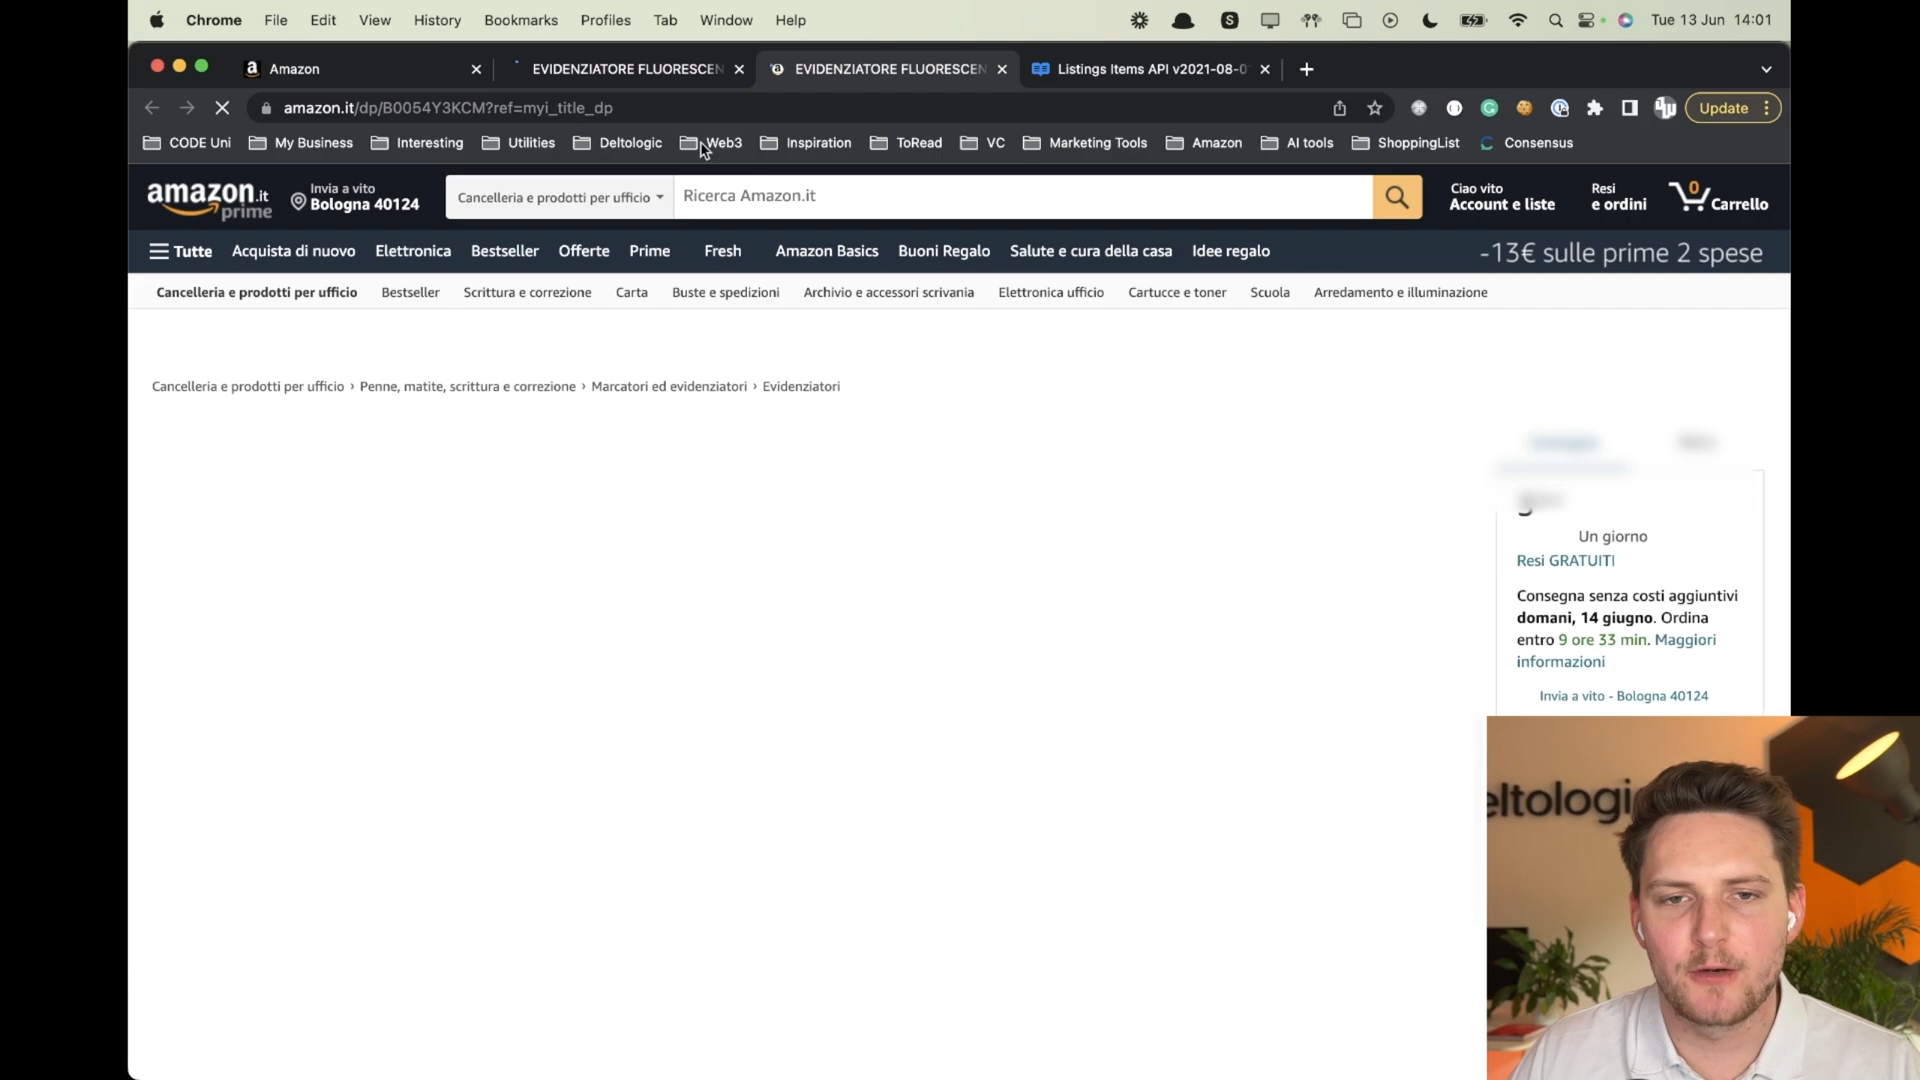 Chrome File Edit View History Bookmarks Profiles Tab Window Help Tue 13 Jun 14:01
Amazon EVIDENZIATORE FLUORESCEN EVIDENZIATORE FLUORESCEN Listings Items API v2021-08-0
amazon.it/dp/B0054Y3KCM?ref=myi_title_dp Update
CODE Uni My Business Interesting Utilities Deltologic Web3 Inspiration ToRead VC Marketing Tools Amazon AI tools ShoppingList Consensus
amazon.it
prime
Invia a vito
Bologna 40124
Cancelleria e prodotti per ufficio
Ricerca Amazon.it
Ciao vito
Account e liste
Resi
e ordini
0
Carrello
Tutte Acquista di nuovo Elettronica Bestseller Offerte Prime Fresh Amazon Basics Buoni Regalo Salute e cura della casa Idee regalo -13€ sulle prime 2 spese
Cancelleria e prodotti per ufficio Bestseller Scrittura e correzione Carta Buste e spedizioni Archivio e accessori scrivania Elettronica ufficio Cartucce e toner Scuola Arredamento e illuminazione
Cancelleria e prodotti per ufficio › Penne, matite, scrittura e correzione › Marcatori ed evidenziatori › Evidenziatori
Un giorno
Resi GRATUITI
Consegna senza costi aggiuntivi
domani, 14 giugno. Ordina
entro 9 ore 33 min. Maggiori
informazioni
Invia a vito - Bologna 40124
eltologi